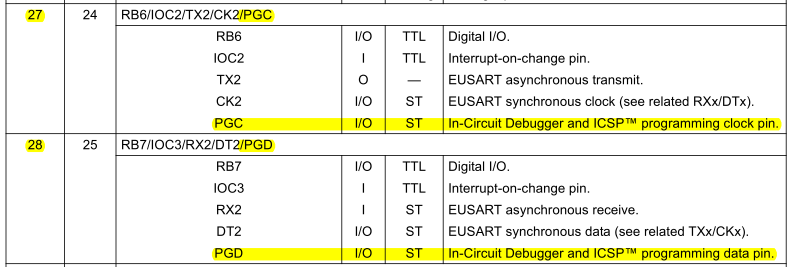 27 24 RB6/IOC2/TX2/CK2/PGC
RB6 I/O TTL Digital I/O.
IOC2 I TTL Interrupt-on-change pin.
TX2 O — EUSART asynchronous transmit.
CK2 I/O ST EUSART synchronous clock (see related RXx/DTx).
PGC I/O ST In-Circuit Debugger and ICSP™ programming clock pin.
28 25 RB7/IOC3/RX2/DT2/PGD
RB7 I/O TTL Digital I/O.
IOC3 I TTL Interrupt-on-change pin.
RX2 I ST EUSART asynchronous receive.
DT2 I/O ST EUSART synchronous data (see related TXx/CKx).
PGD I/O ST In-Circuit Debugger and ICSP™ programming data pin.